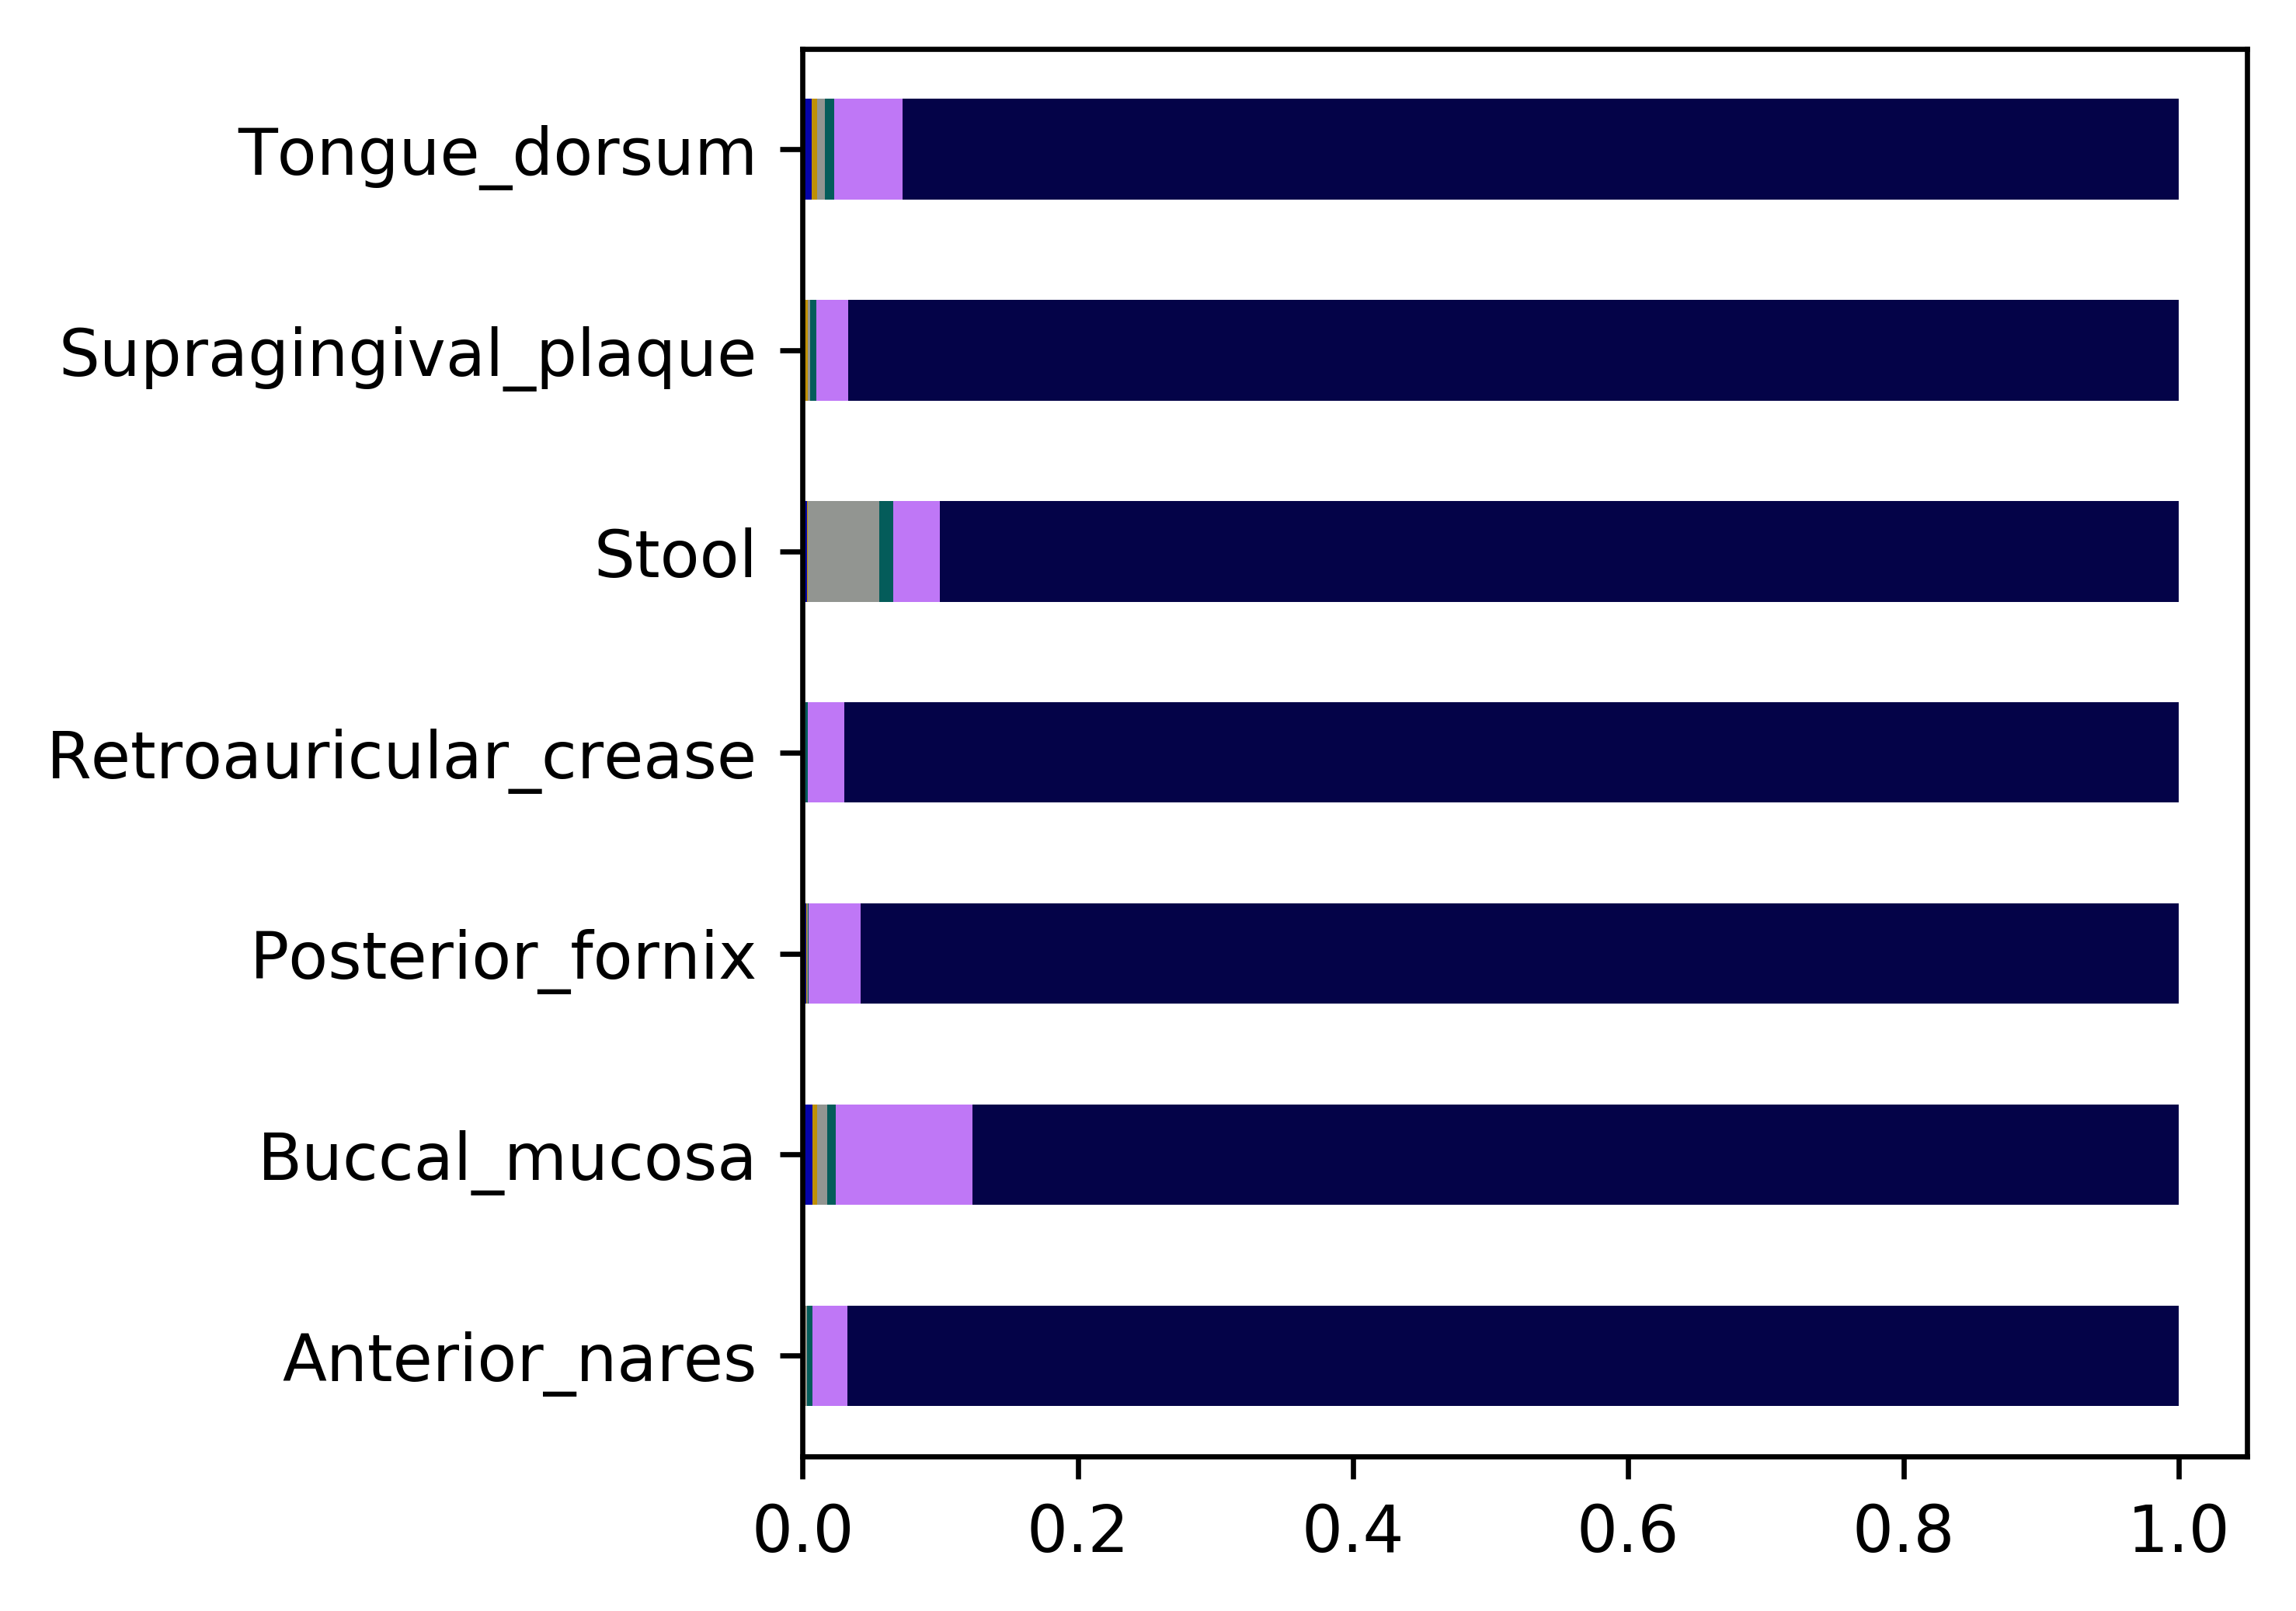 Tongue_dorsum
Supragingival_plaque
Stool
Retroauricular_crease
Posterior_fornix
Buccal_mucosa
Anterior_nares
0.0 0.2 0.4 0.6 0.8 1.0